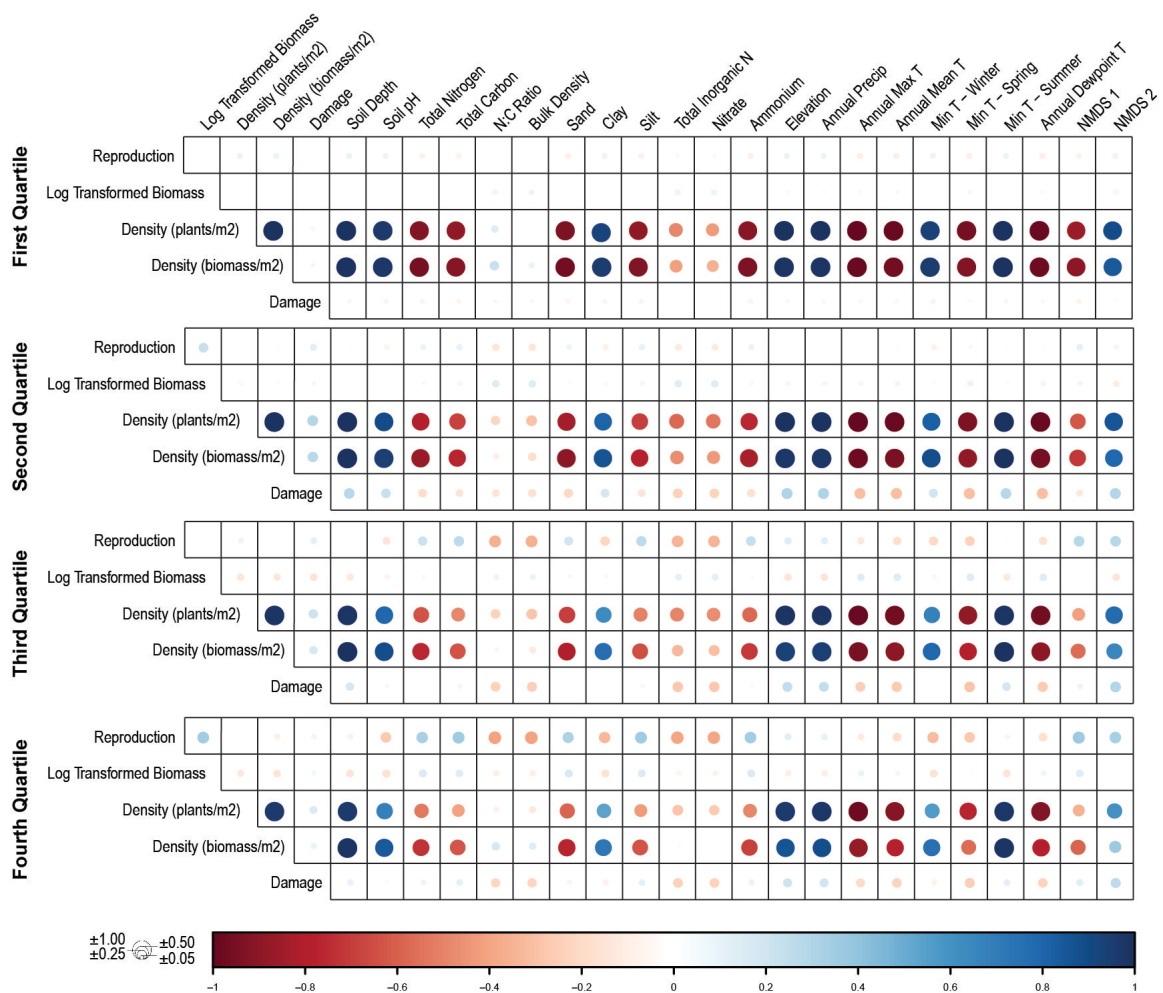 Log Transformed Biomass
Density (plants/m2)
Density (biomass/m2)
Damage
Soil Depth
Soil pH
Total Nitrogen
Total Carbon
N:C Ratio
Bulk Density
Sand
Clay
Silt
Total Inorganic N
Nitrate
Ammonium
Elevation
Annual Precip
Annual Max T
Annual Mean T
Min T - Winter
Min T - Spring
Min T - Summer
Annual Dewpoint T
NMDS 1
NMDS 2
First Quartile
Reproduction
Log Transformed Biomass
Density (plants/m2)
Density (biomass/m2)
Damage
Second Quartile
Reproduction
Log Transformed Biomass
Density (plants/m2)
Density (biomass/m2)
Damage
Third Quartile
Reproduction
Log Transformed Biomass
Density (plants/m2)
Density (biomass/m2)
Damage
Fourth Quartile
Reproduction
Log Transformed Biomass
Density (plants/m2)
Density (biomass/m2)
Damage
±1.00 ±0.50
±0.25 ±0.05
−1 −0.8 −0.6 −0.4 −0.2 0 0.2 0.4 0.6 0.8 1